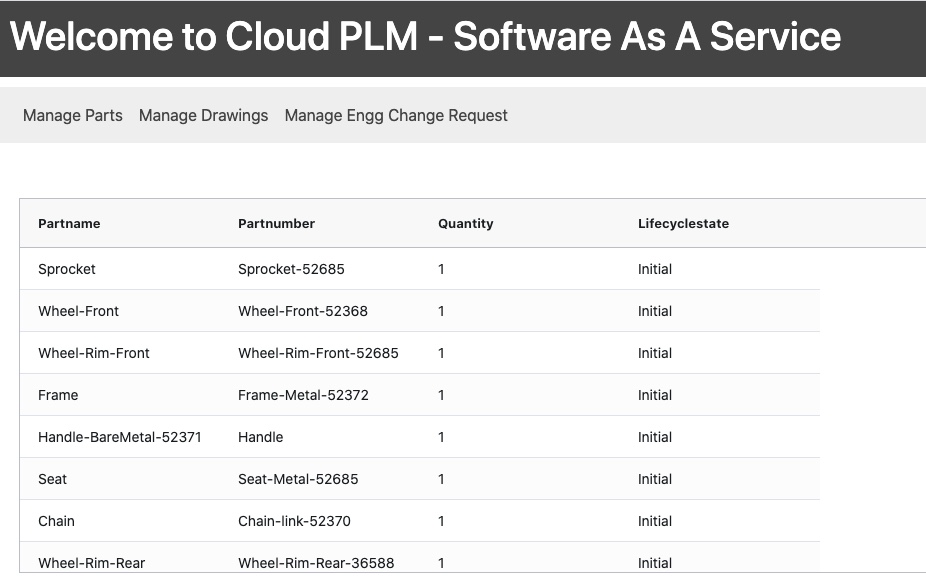 Welcome to Cloud PLM - Software As A Service
Manage Parts Manage Drawings Manage Engg Change Request
Partname Partnumber Quantity Lifecyclestate
Sprocket Sprocket-52685 1 Initial
Wheel-Front Wheel-Front-52368 1 Initial
Wheel-Rim-Front Wheel-Rim-Front-52685 1 Initial
Frame Frame-Metal-52372 1 Initial
Handle-BareMetal-52371 Handle 1 Initial
Seat Seat-Metal-52685 1 Initial
Chain Chain-link-52370 1 Initial
Wheel-Rim-Rear Wheel-Rim-Rear-36588 1 Initial